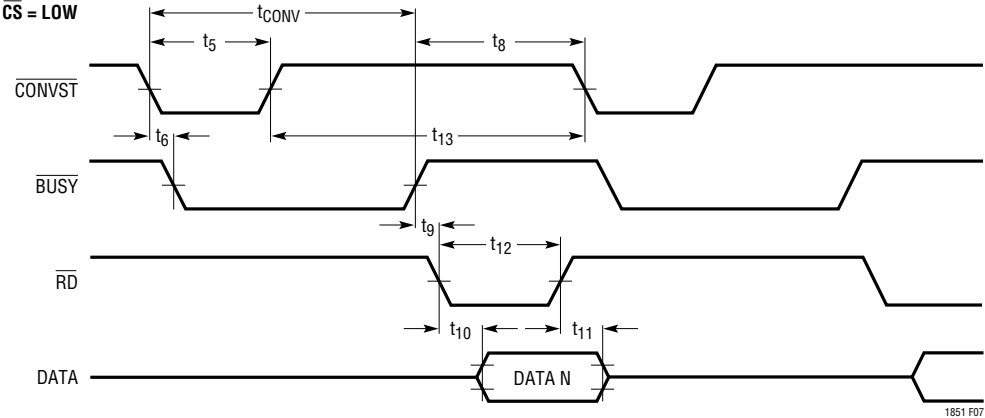 CS = LOW
tCONV
t5
t8
CONVST
t6
t13
BUSY
t9
t12
RD
t10
t11
DATA
DATA N
1851 F07